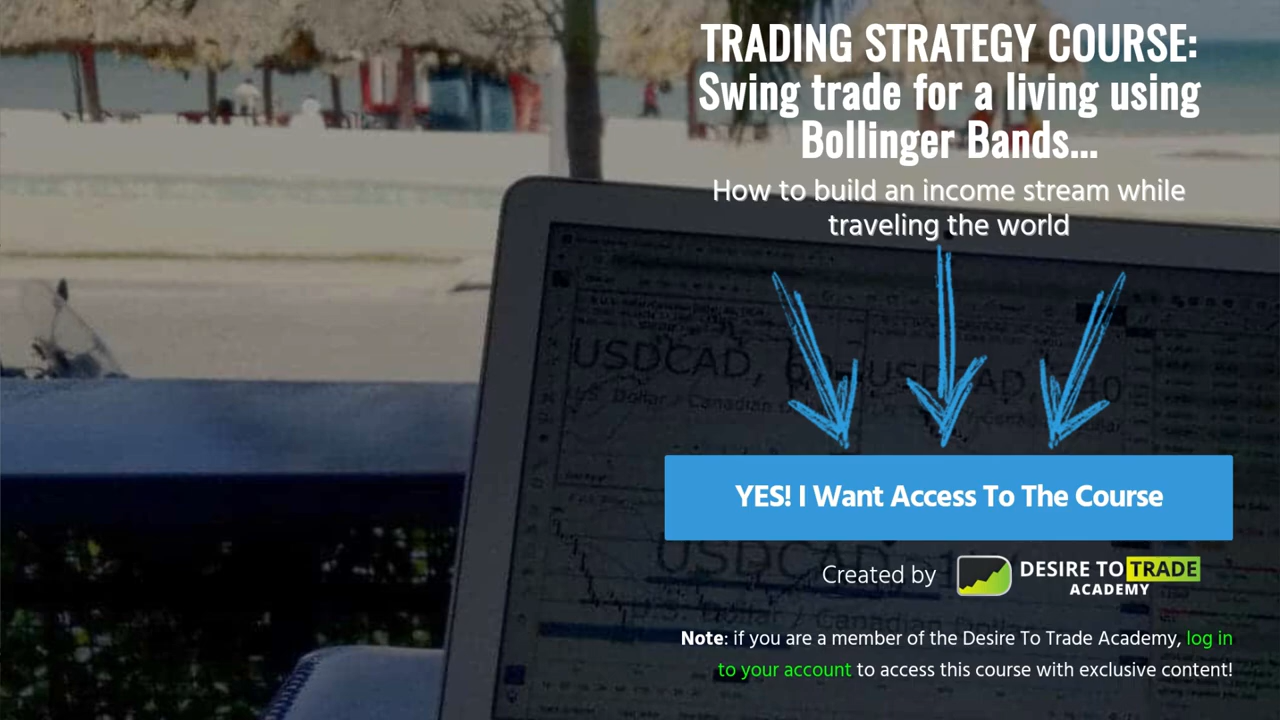 TRADING STRATEGY COURSE:
Swing trade for a living using
Bollinger Bands...
How to build an income stream while
traveling the world
USDCAD,
YES! I Want Access To The Course
USDCAD
Created by DESIRE TO TRADE
ACADEMY
Note: if you are a member of the Desire To Trade Academy, log in
to your account to access this course with exclusive content!